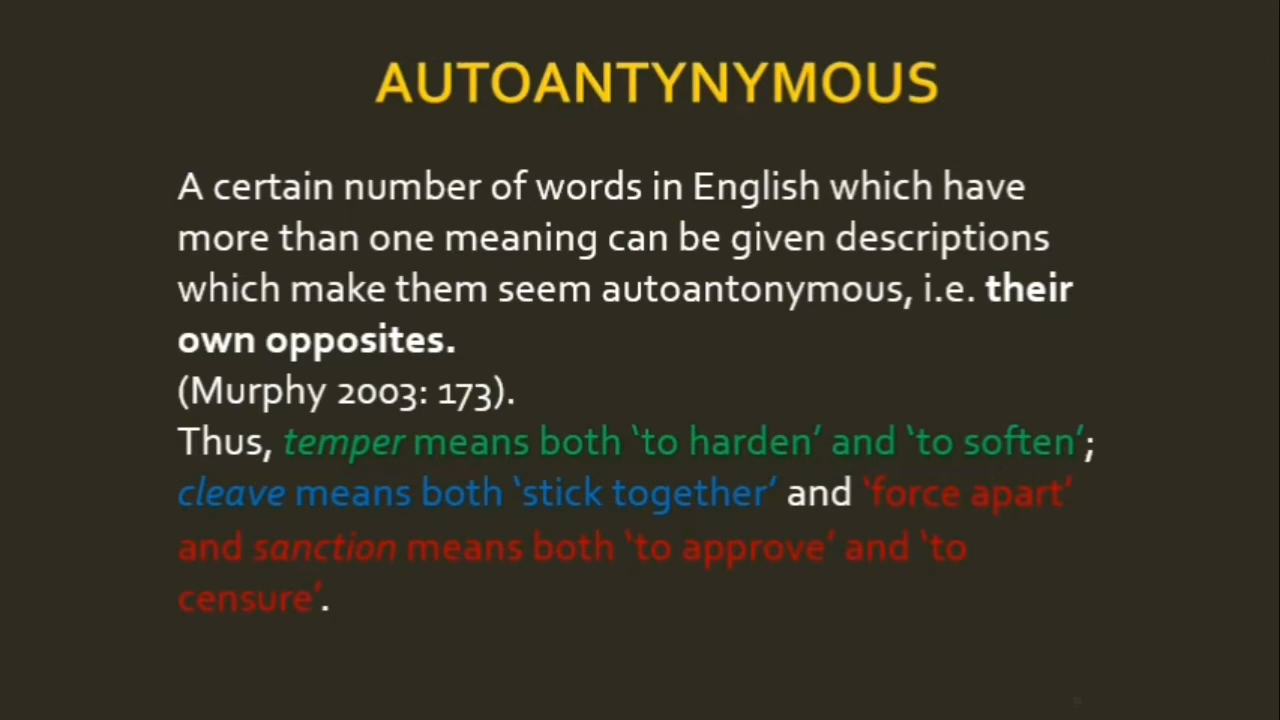 AUTOANTYNYMOUS
A certain number of words in English which have
more than one meaning can be given descriptions
which make them seem autoantonymous, i.e. their
own opposites.
(Murphy 2003: 173).
Thus, temper means both ‘to harden’ and ‘to soften’;
cleave means both ‘stick together’ and ‘force apart’
and sanction means both ‘to approve’ and ‘to
censure’.